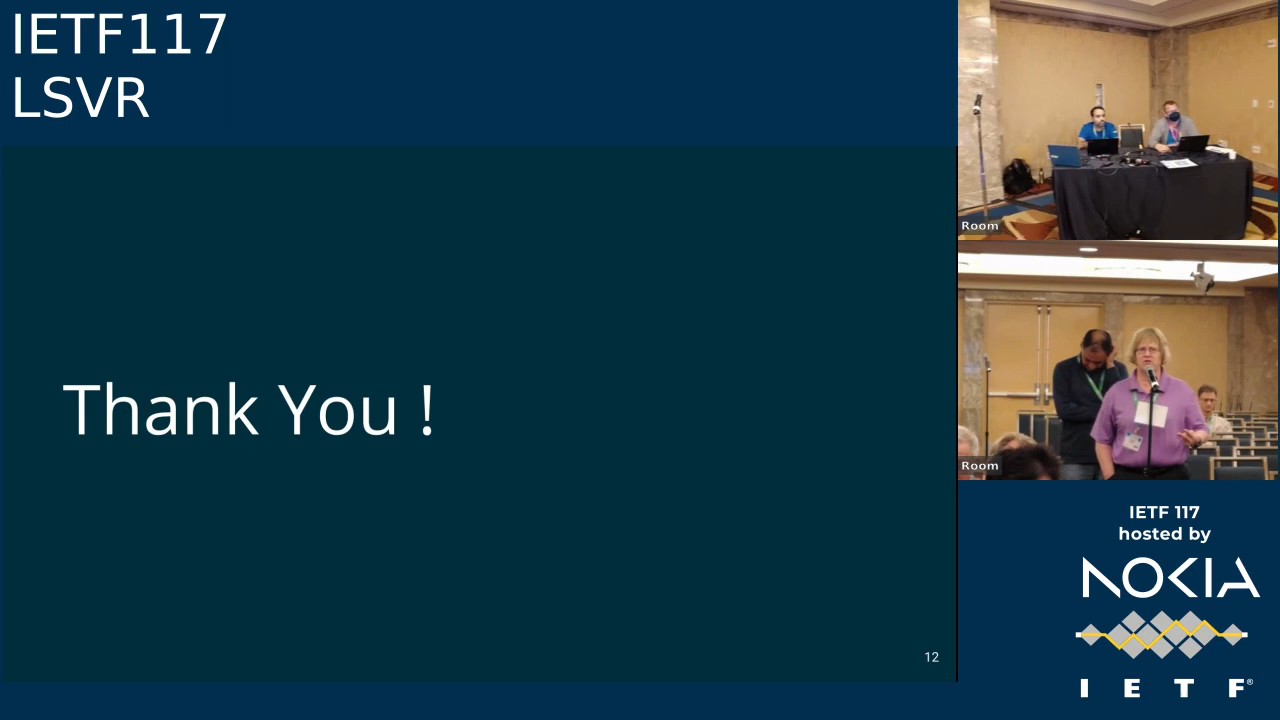 IETF117
LSVR
Thank You !
12
Room
Room
IETF 117
hosted by
NOKIA
I E T F®